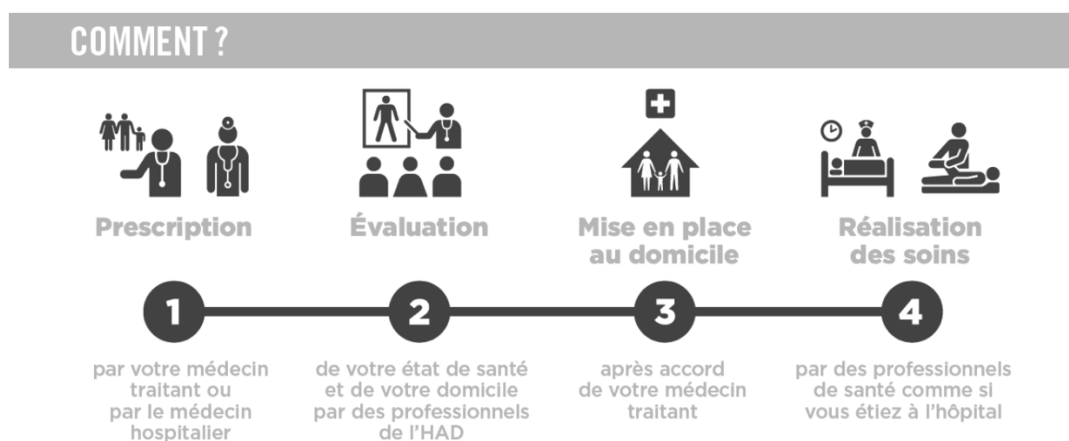 COMMENT ?
Prescription
Évaluation
Mise en place
au domicile
Réalisation
des soins
1
2
3
4
par votre médecin
traitant ou
par le médecin
hospitalier
de votre état de santé
et de votre domicile
par des professionnels
de l'HAD
après accord
de votre médecin
traitant
par des professionnels
de santé comme si
vous étiez à l'hôpital